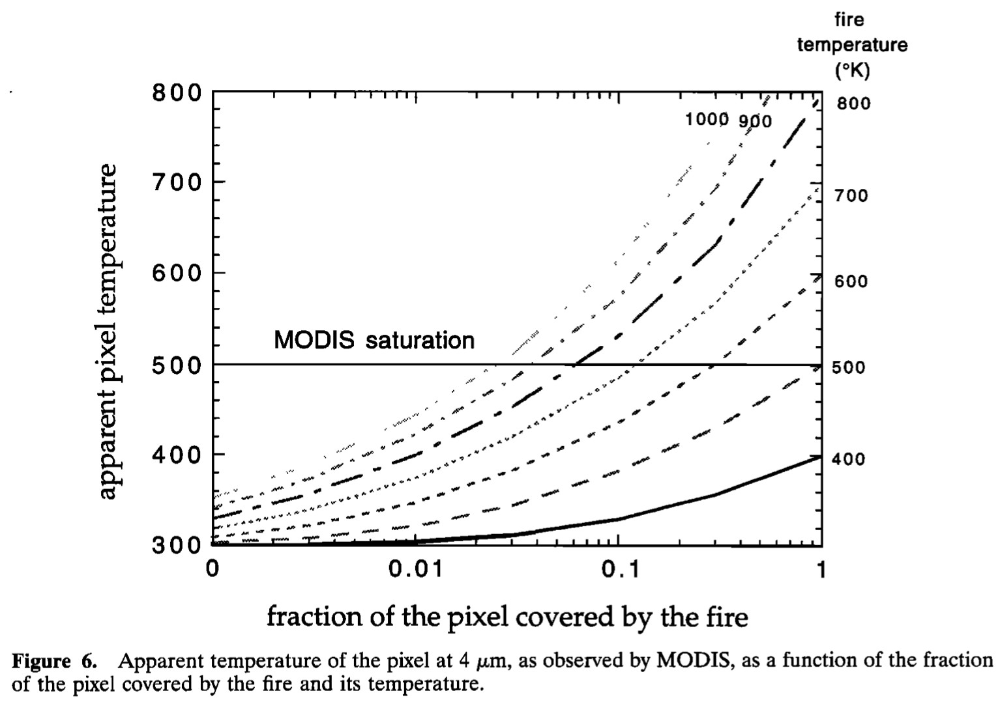 fire
temperature
(°K)
800
700
600
500
400
300
apparent pixel temperature
1000 900
MODIS saturation
800
700
600
500
400
0 0.01 0.1 1
fraction of the pixel covered by the fire
Figure 6. Apparent temperature of the pixel at 4 μm, as observed by MODIS, as a function of the fraction
of the pixel covered by the fire and its temperature.